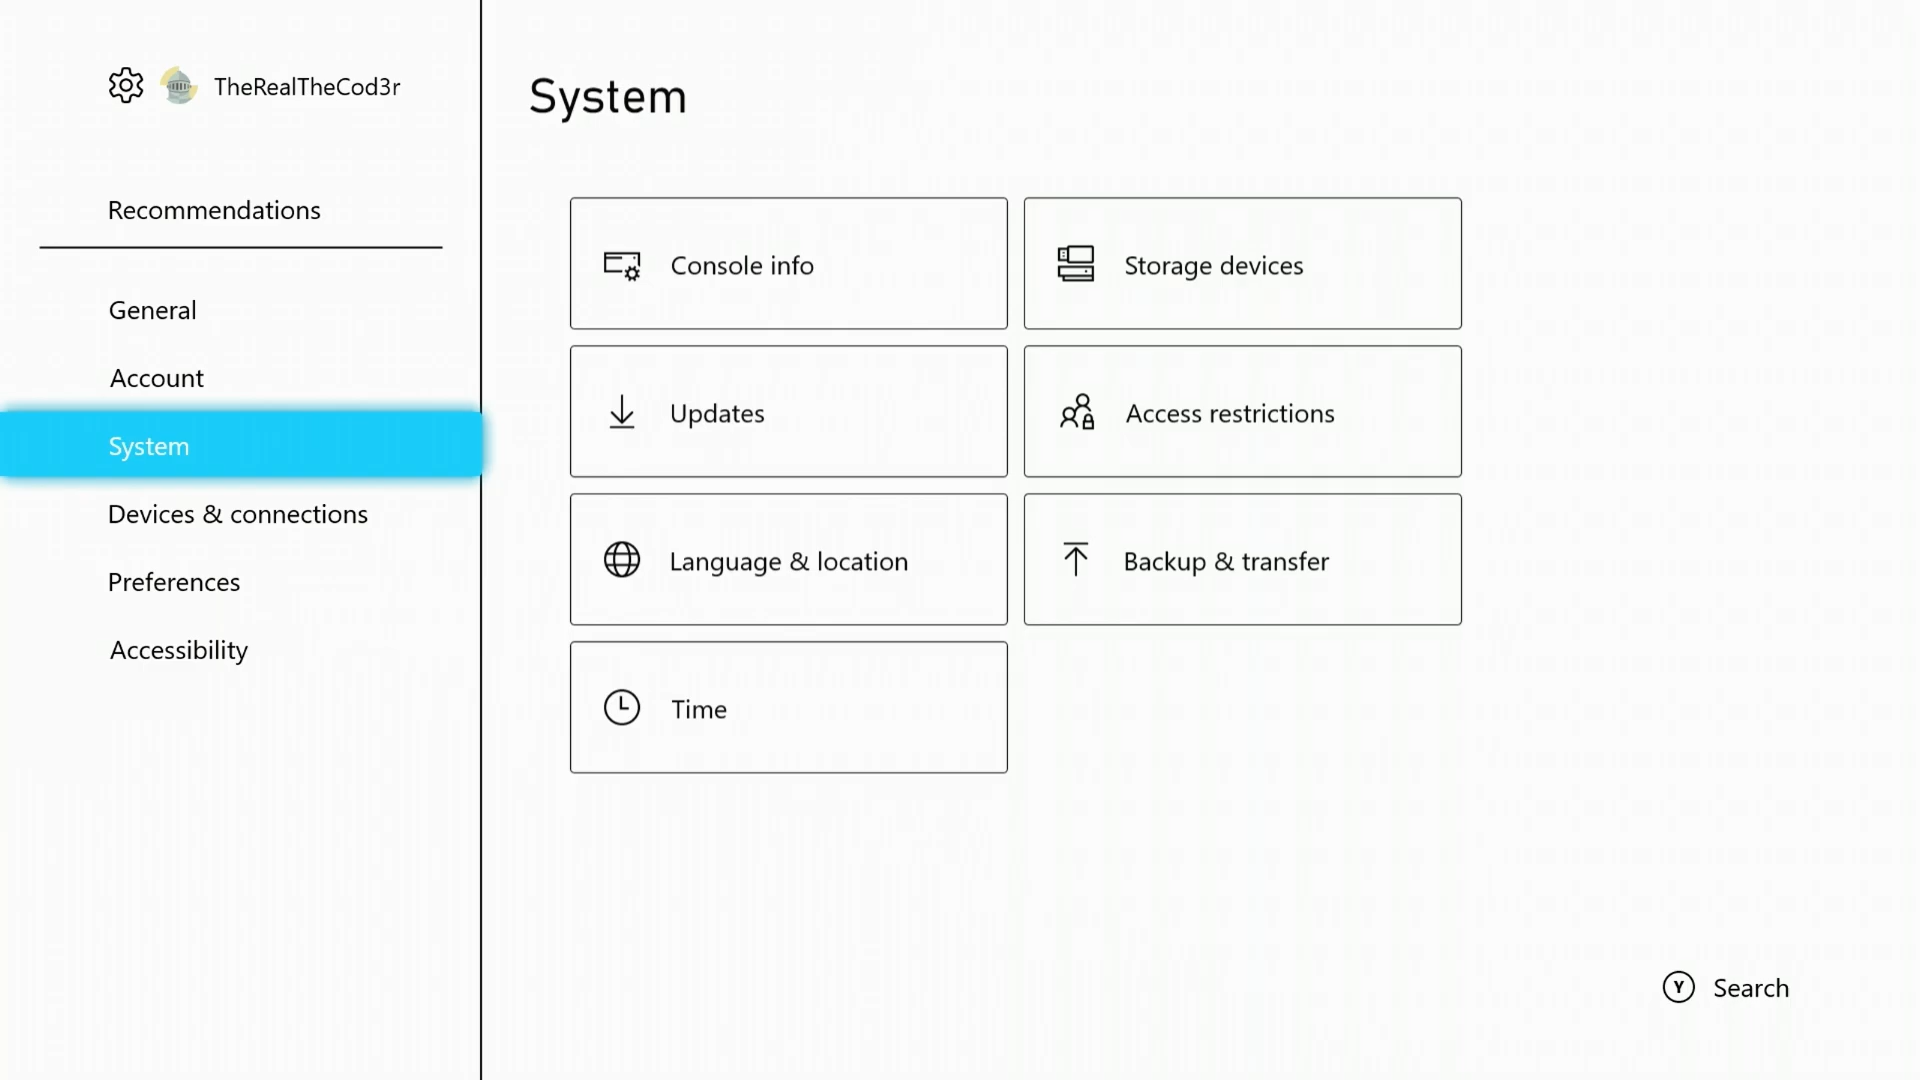 TheRealTheCod3r
Recommendations
General
Account
System
Devices & connections
Preferences
Accessibility
System
Console info
Storage devices
Updates
Access restrictions
Language & location
Backup & transfer
Time
Y Search